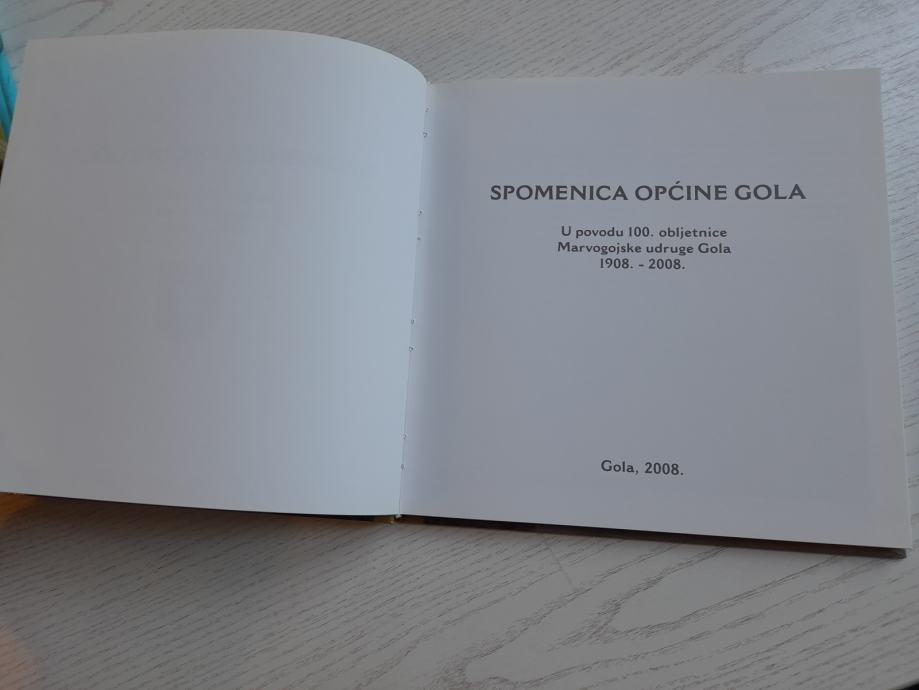 SPOMENICA OPĆINE GOLA
U povodu 100. obljetnice
Marvogojske udruge Gola
1908. - 2008.
Gola, 2008.